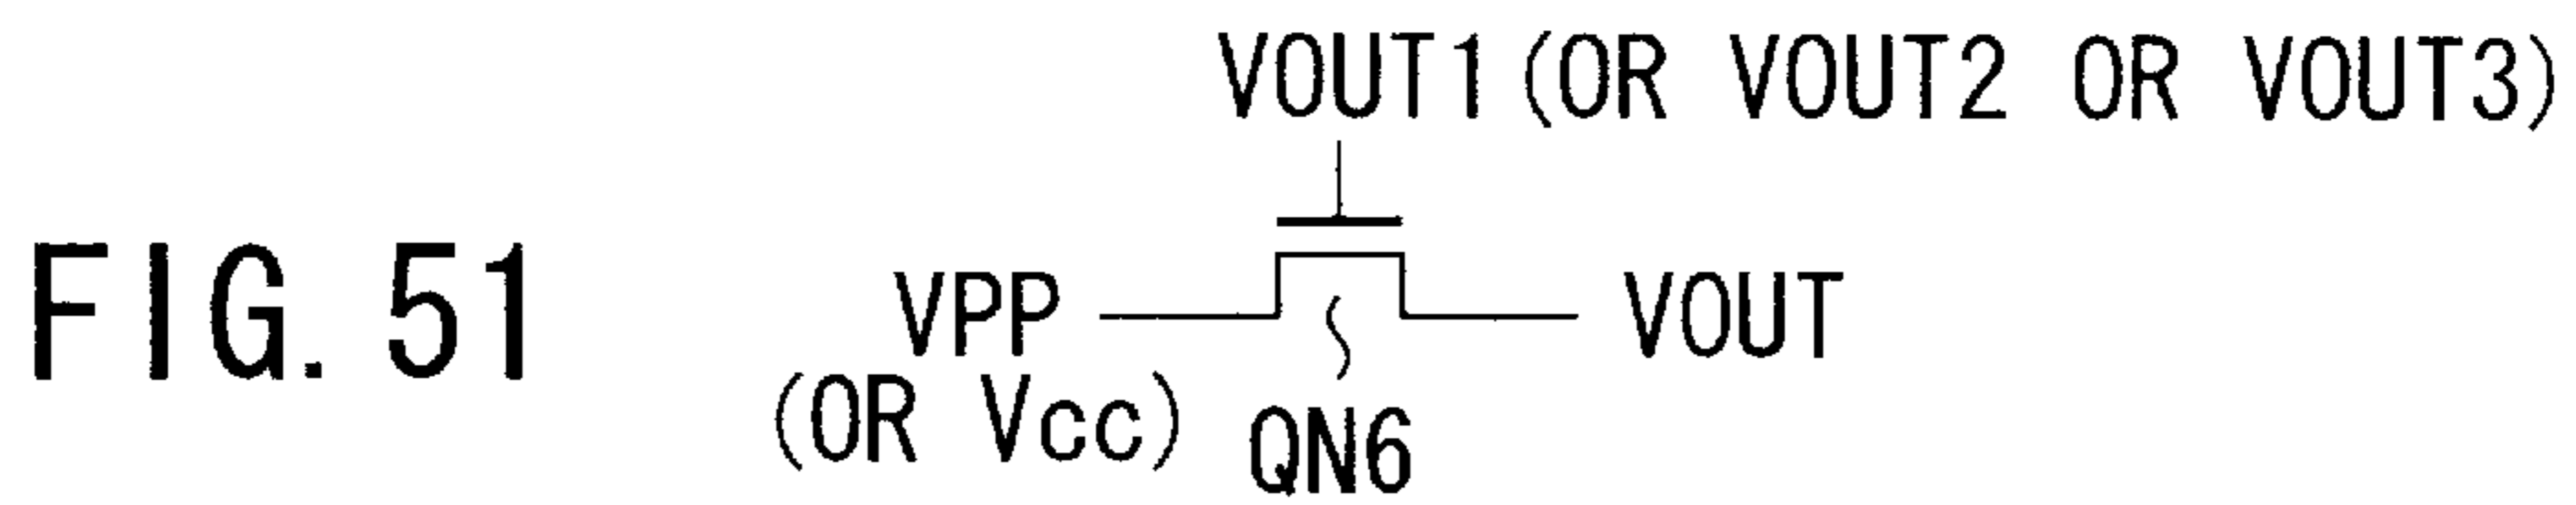 VOUT1(OR VOUT2 OR VOUT3)
FIG. 51
VPP
VOUT
(OR Vcc)
QN6